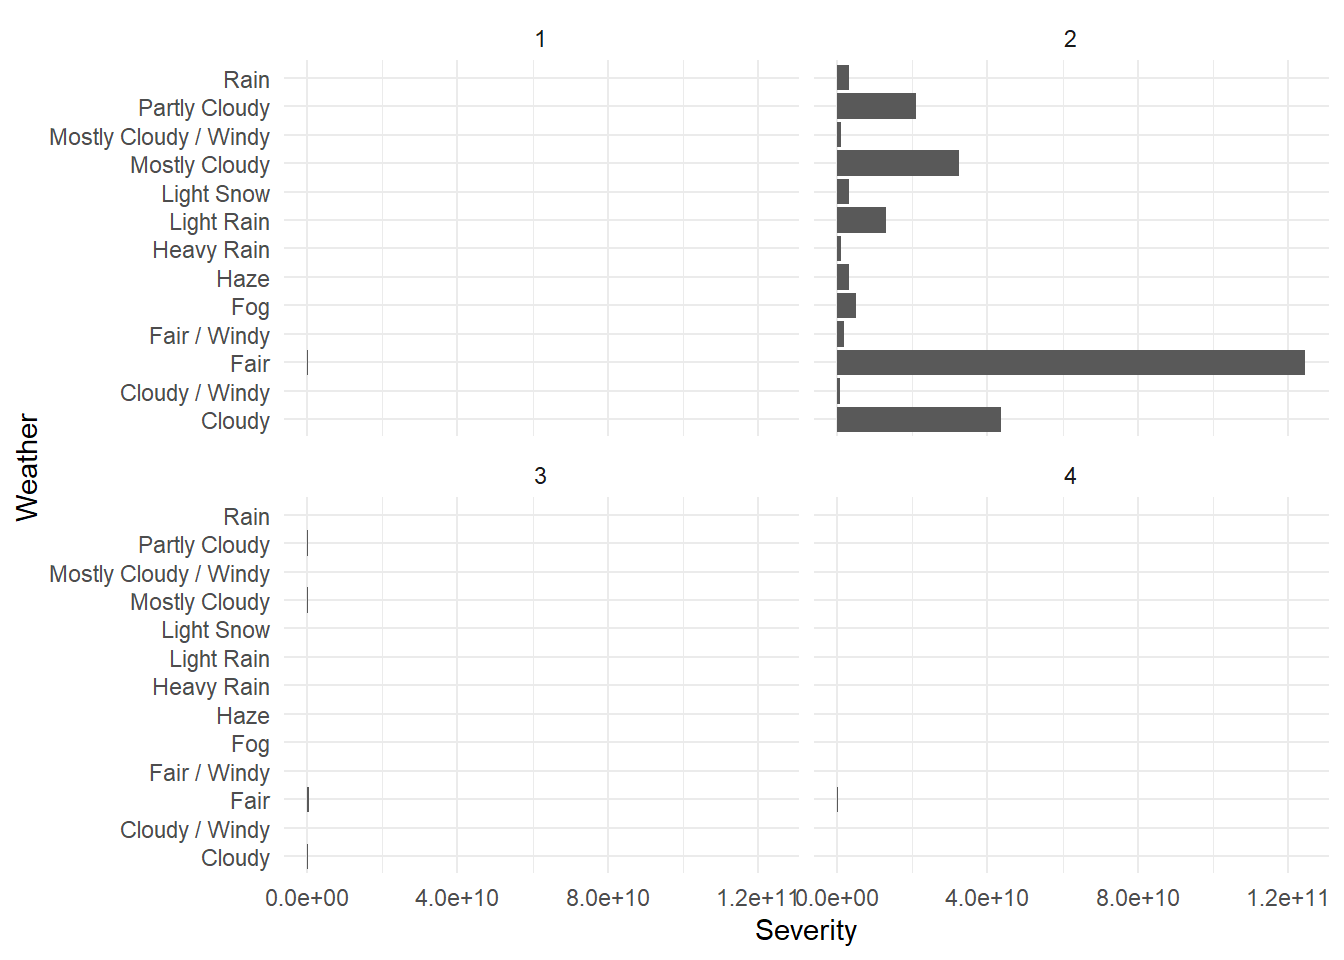 1
2
Rain
Partly Cloudy
Mostly Cloudy / Windy
Mostly Cloudy
Light Snow
Light Rain
Heavy Rain
Haze
Fog
Fair / Windy
Fair
Cloudy / Windy
Cloudy
Weather
3
4
Rain
Partly Cloudy
Mostly Cloudy / Windy
Mostly Cloudy
Light Snow
Light Rain
Heavy Rain
Haze
Fog
Fair / Windy
Fair
Cloudy / Windy
Cloudy
0.0e+00 4.0e+10 8.0e+10 1.2e+11 0.0e+00 4.0e+10 8.0e+10 1.2e+11
Severity